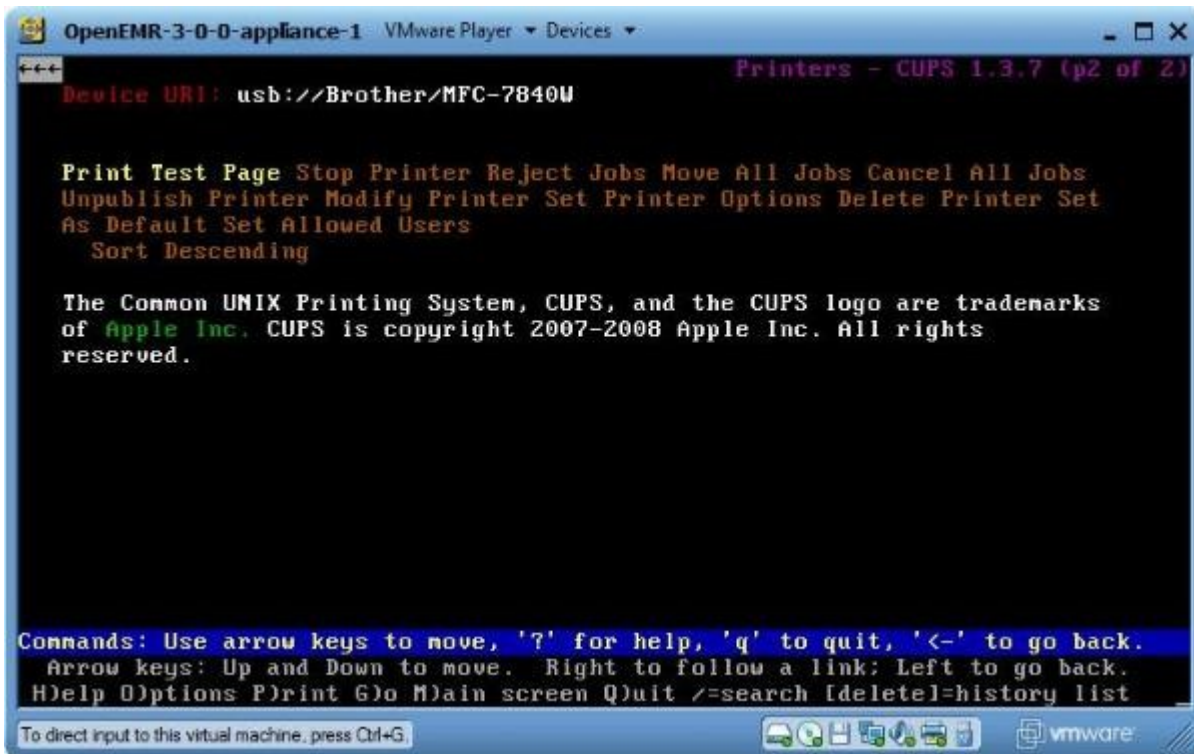 OpenEMR-3-0-0-appliance-1 VMware Player Devices
Printers - CUPS 1.3.7 (p2 of 2)
Device URI: usb://Brother/MFC-7840W
Print Test Page Stop Printer Reject Jobs Move All Jobs Cancel All Jobs
Unpublish Printer Modify Printer Set Printer Options Delete Printer Set
As Default Set Allowed Users
Sort Descending
The Common UNIX Printing System, CUPS, and the CUPS logo are trademarks
of Apple Inc. CUPS is copyright 2007-2008 Apple Inc. All rights
reserved.
Commands: Use arrow keys to move, '?' for help, 'q' to quit, '<-' to go back.
Arrow keys: Up and Down to move. Right to follow a link; Left to go back.
H)elp O)ptions P)rint G)o M)ain screen Q)uit /=search [delete]=history list
To direct input to this virtual machine, press Ctrl+G.
vmware